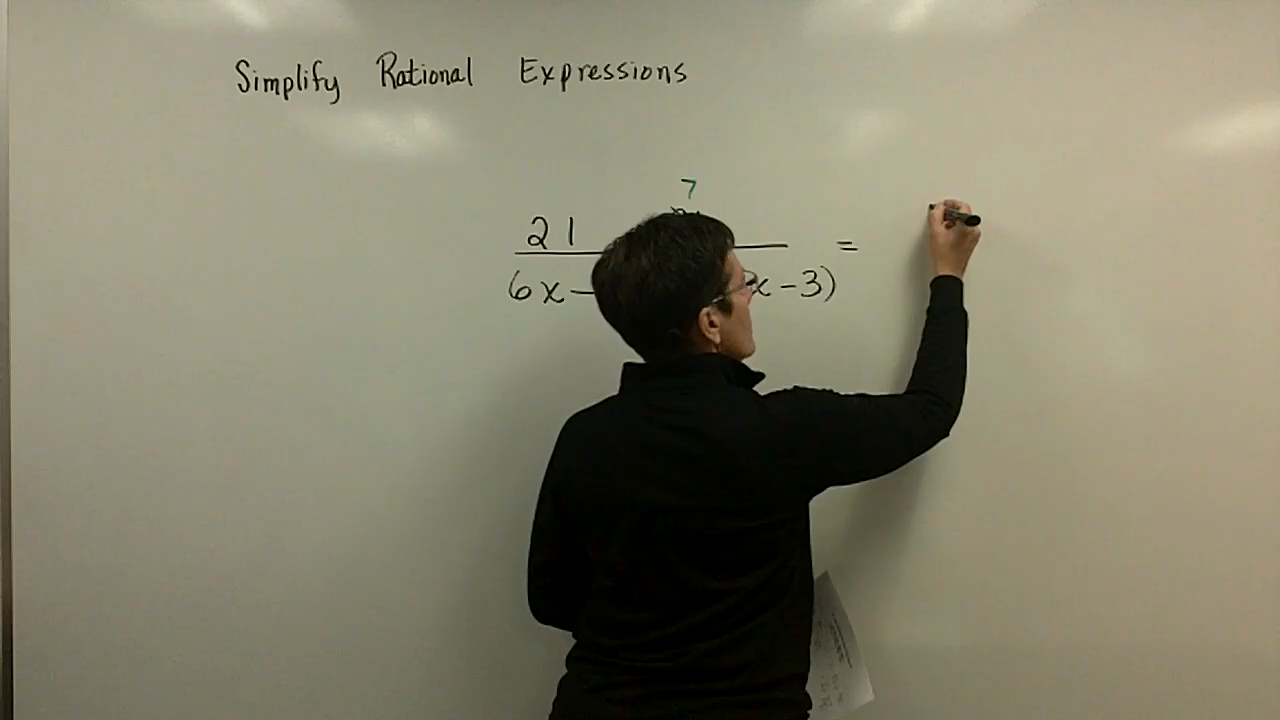 Simplify Rational Expressions
7
21 =
6x - x - 3)